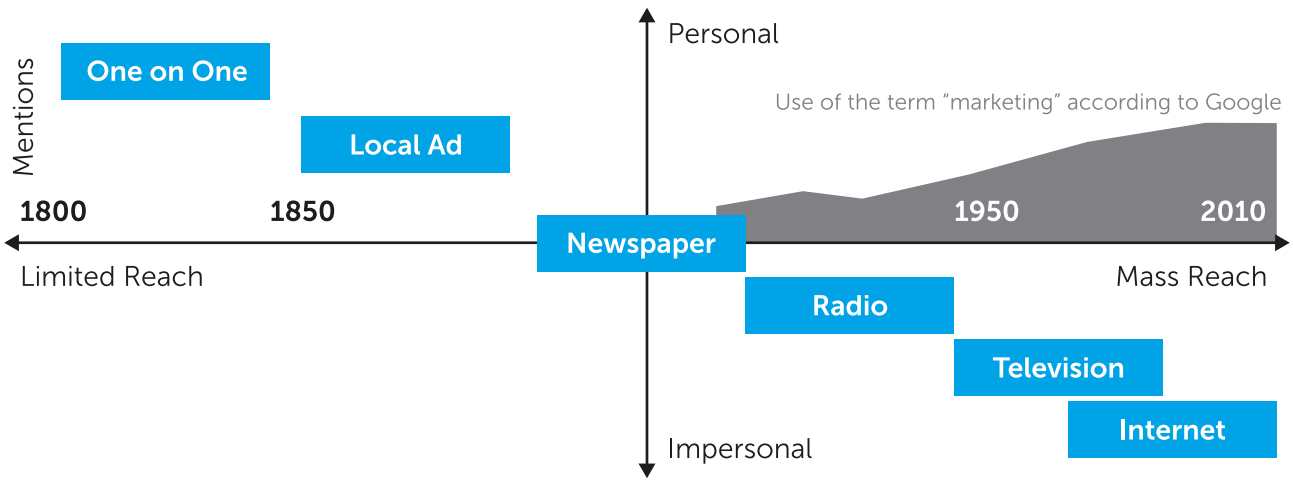 Personal
Mentions
One on One
Use of the term “marketing” according to Google
Local Ad
1800
1850
1950
2010
Newspaper
Limited Reach
Mass Reach
Radio
Television
Internet
Impersonal